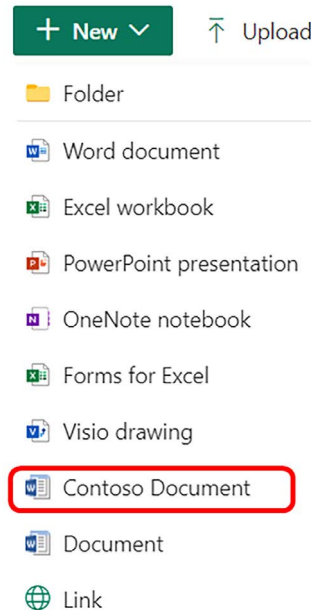 New
Upload
Folder
Word document
Excel workbook
PowerPoint presentation
OneNote notebook
Forms for Excel
Visio drawing
Contoso Document
Document
Link